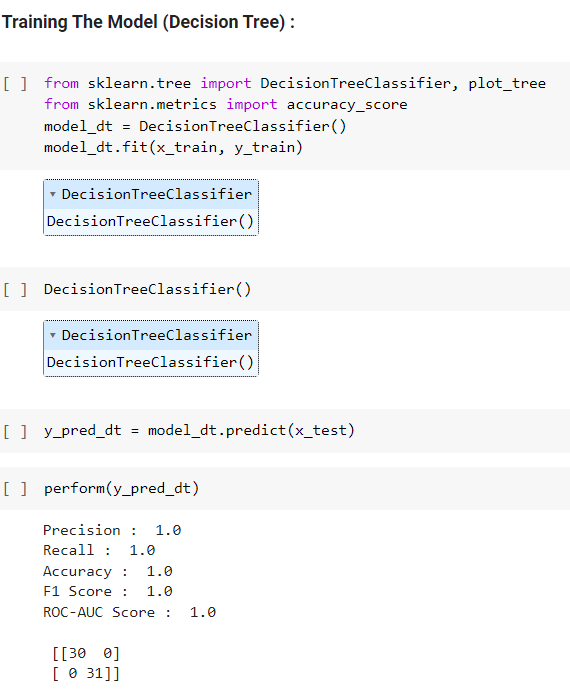 Training The Model (Decision Tree) :
[ ] from sklearn.tree import DecisionTreeClassifier, plot_tree
from sklearn.metrics import accuracy_score
model_dt = DecisionTreeClassifier()
model_dt.fit(x_train, y_train)
▾ DecisionTreeClassifier
DecisionTreeClassifier()
[ ] DecisionTreeClassifier()
▾ DecisionTreeClassifier
DecisionTreeClassifier()
[ ] y_pred_dt = model_dt.predict(x_test)
[ ] perform(y_pred_dt)
Precision :  1.0
Recall :  1.0
Accuracy :  1.0
F1 Score :  1.0
ROC-AUC Score :  1.0
[[30  0]
[ 0 31]]